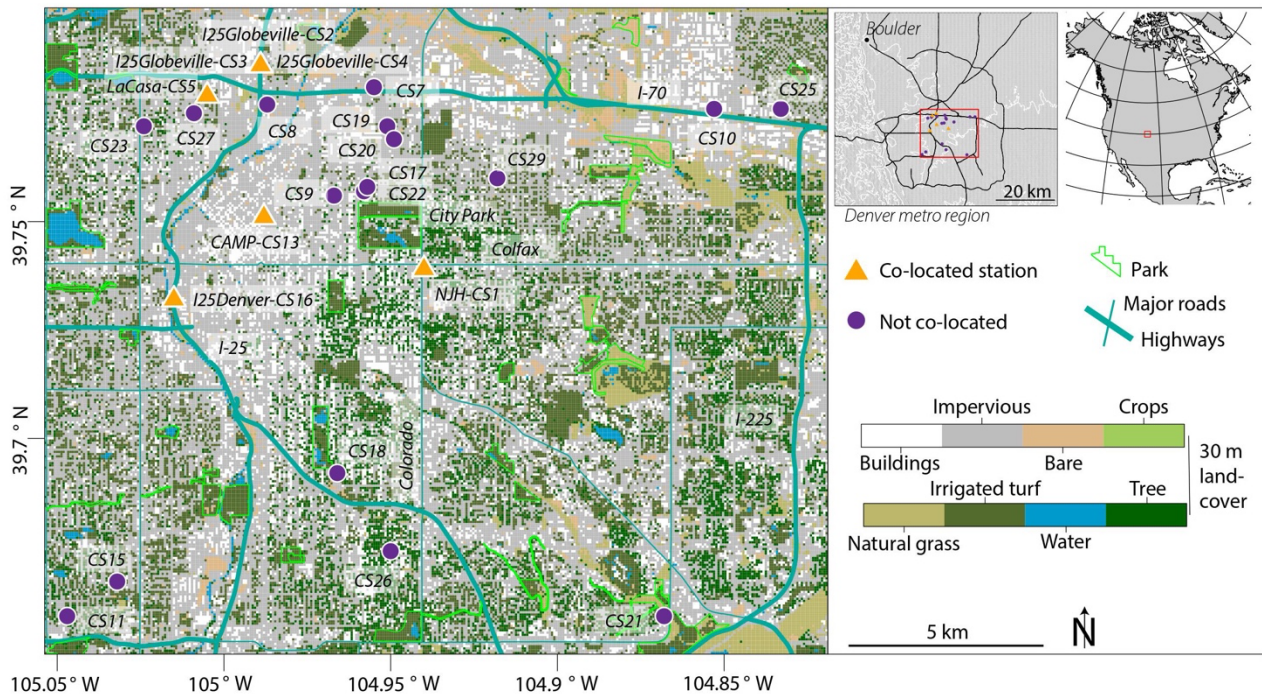 I25Globeville-CS2
I25Globeville-CS3
I25Globeville-CS4
LaCasa-CS5
CS7
I-70
CS25
CS23
CS27
CS8
CS19
CS20
CS10
CS17
CS29
CS9
CS22
City Park
CAMP-CS13
Colfax
NJH-CS1
I25Denver-CS16
I-25
CS18
Colorado
I-225
CS15
CS26
CS11
CS21
39.75 ° N
39.7 ° N
105.05 ° W
105 ° W
104.95 ° W
104.9 ° W
104.85 ° W
Boulder
20 km
Denver metro region
Co-located station
Not co-located
Park
Major roads
Highways
Impervious
Crops
Buildings
Bare
Irrigated turf
Tree
Natural grass
Water
30 m
land-
cover
5 km
N